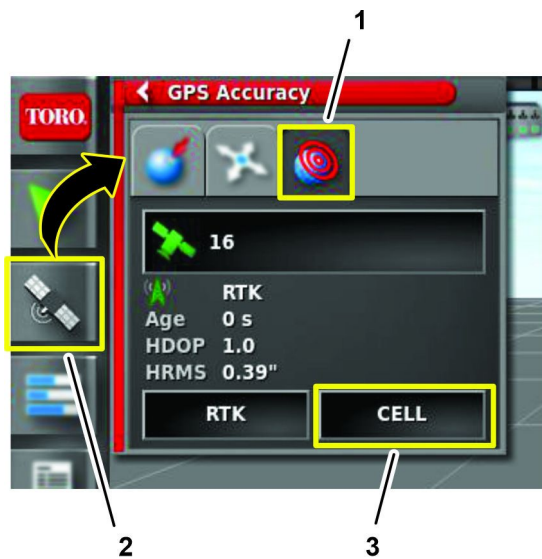 1
TORO.
GPS Accuracy
16
RTK
Age 0 s
HDOP 1.0
HRMS 0.39"
RTK CELL
2 3